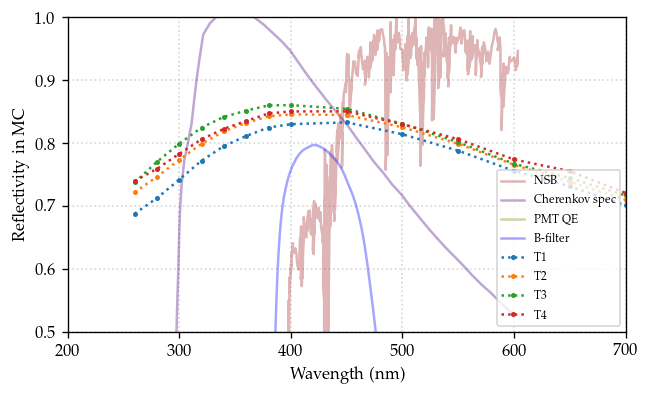 1.0
0.9
0.8
0.7
0.6
0.5
Reflectivity in MC
200
300
400
500
600
700
Wavength (nm)
NSB
Cherenkov spec
PMT QE
B-filter
T1
T2
T3
T4